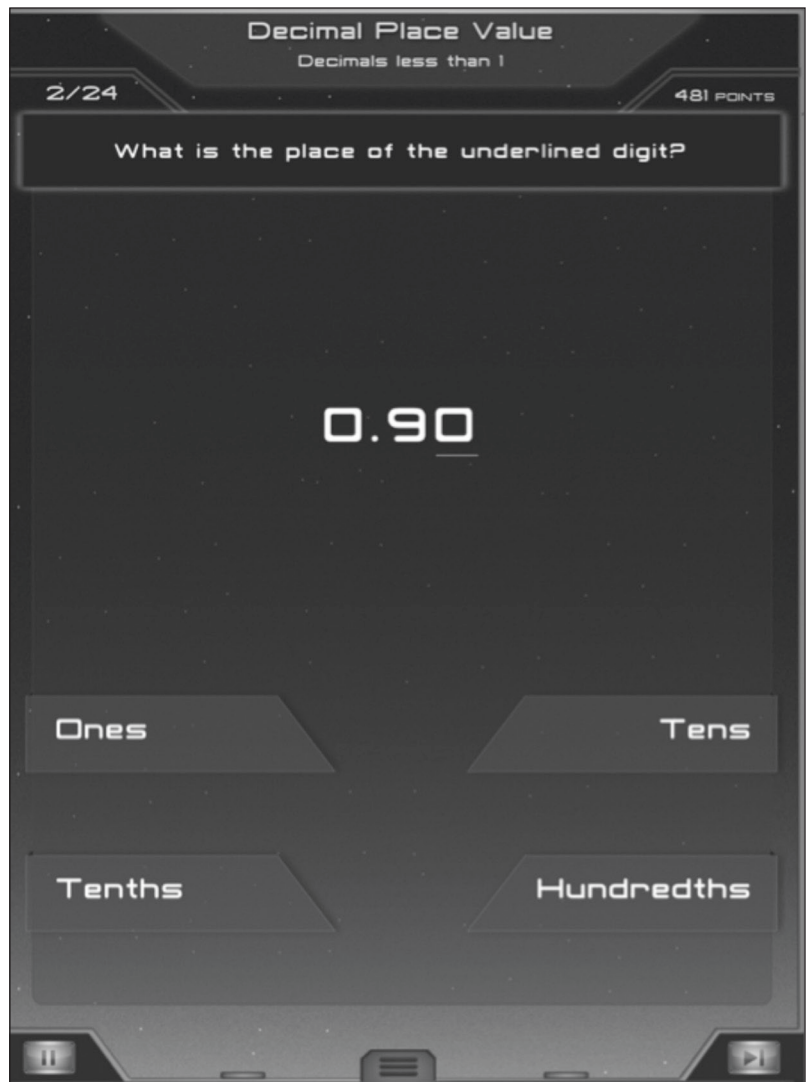 Decimal Place Value
Decimals less than 1
2/24
481 POINTS
What is the place of the underlined digit?
0.90
Ones
Tens
Tenths
Hundredths